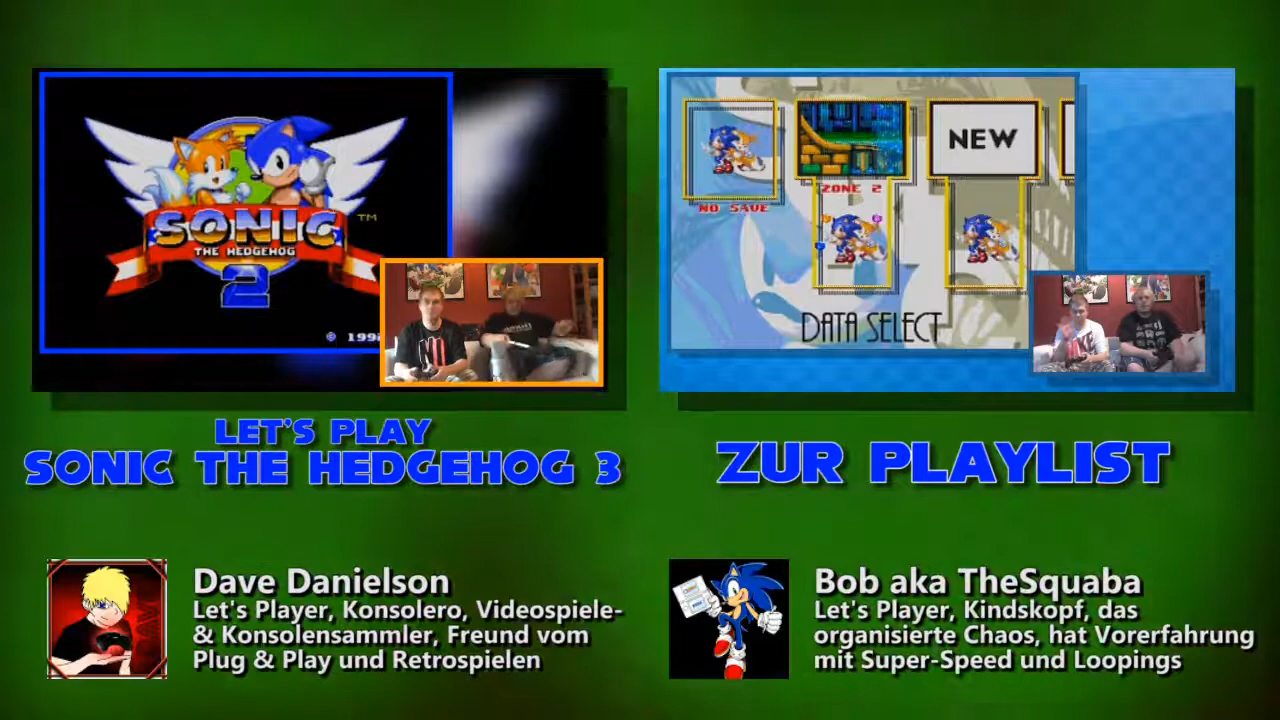 SONIC
TM
THE HEDGEHOG
2
© 199
NEW
ZONE 2
NO SAVE
DATA SELECT
LET'S PLAY
SONIC THE HEDGEHOG 3
ZUR PLAYLIST
Dave Danielson
Let's Player, Konsolero, Videospiele-
& Konsolensammler, Freund vom
Plug & Play und Retrospielen
Bob aka TheSquaba
Let's Player, Kindskopf, das
organisierte Chaos, hat Vorerfahrung
mit Super-Speed und Loopings